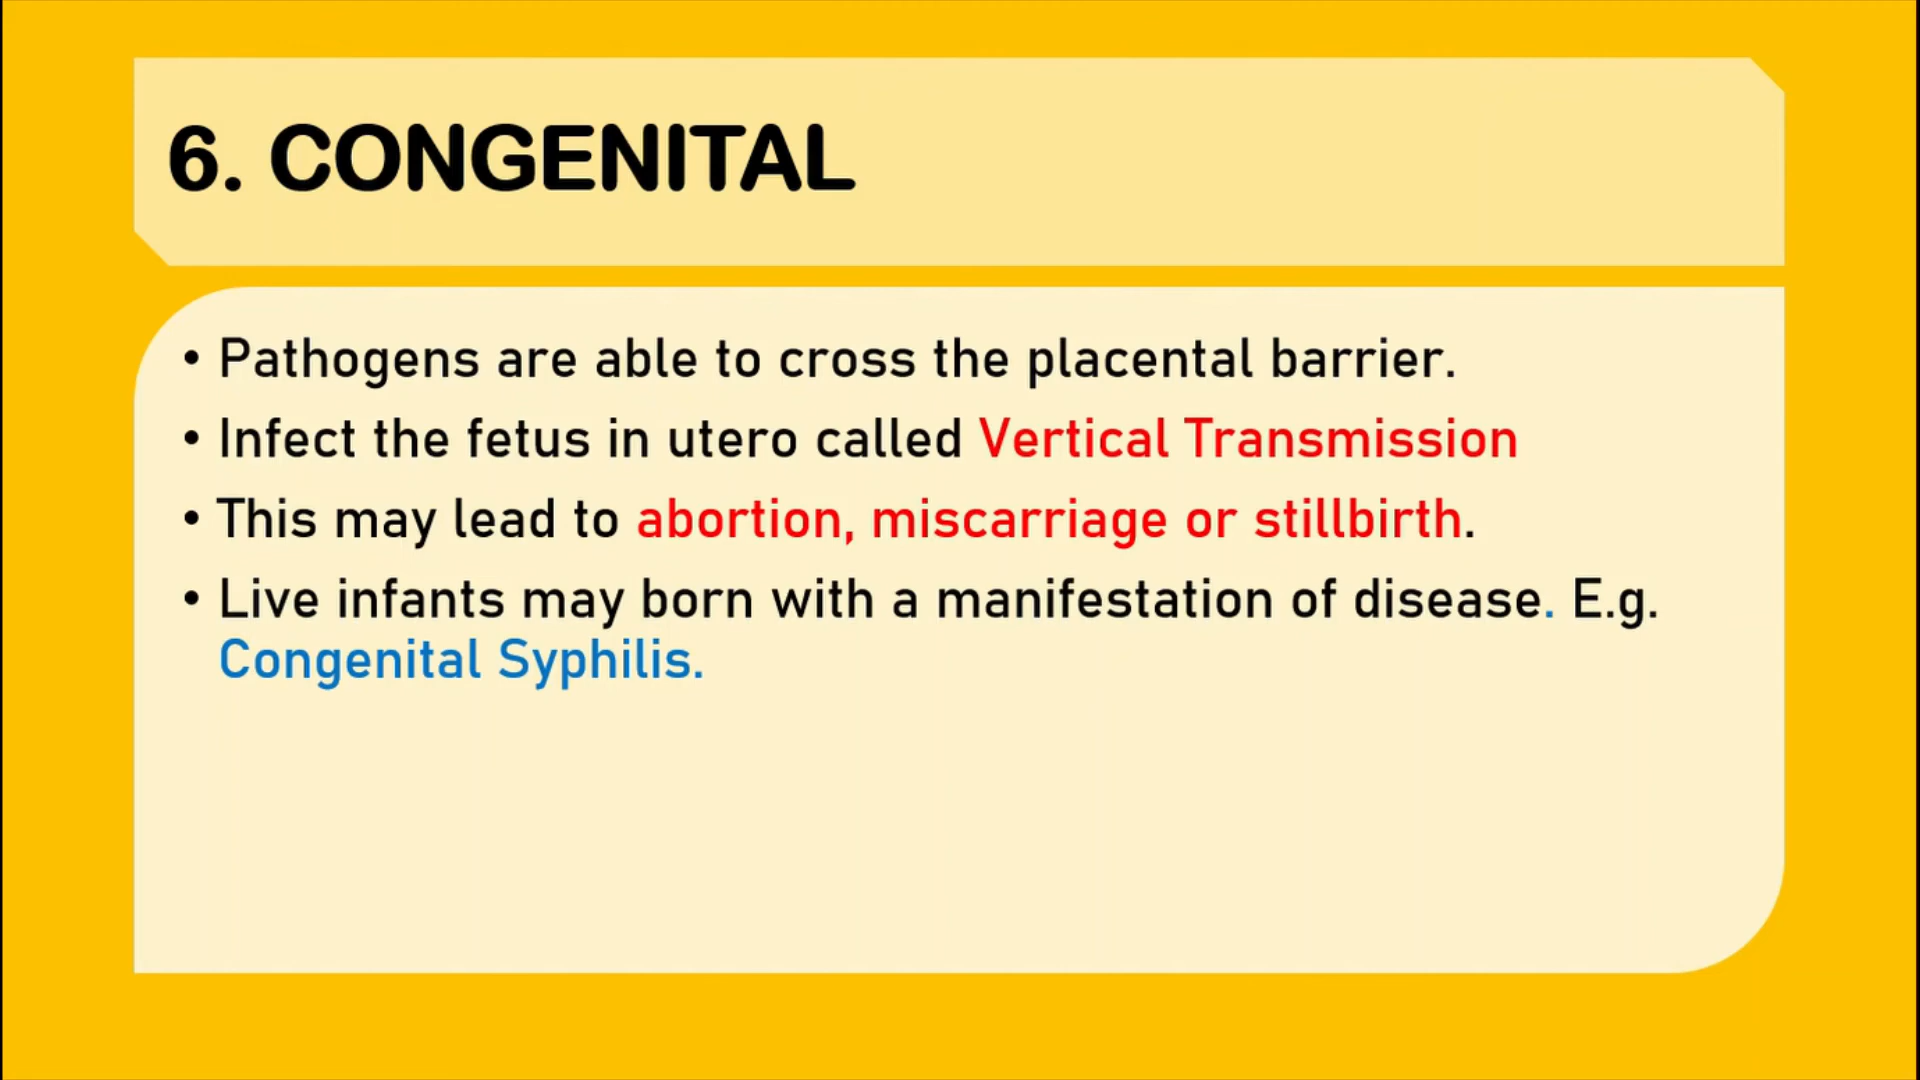 6. CONGENITAL
• Pathogens are able to cross the placental barrier.
• Infect the fetus in utero called Vertical Transmission
• This may lead to abortion, miscarriage or stillbirth.
• Live infants may born with a manifestation of disease. E.g.
Congenital Syphilis.